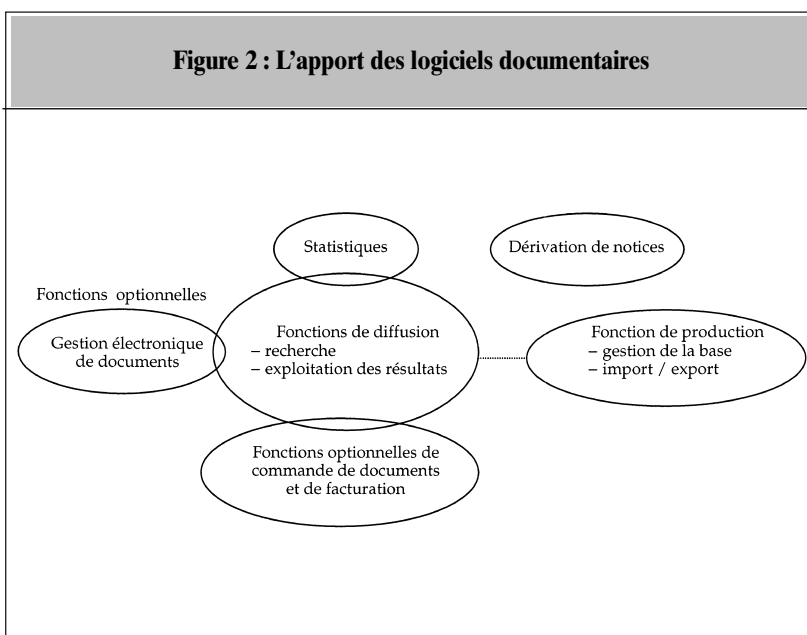 Figure 2 : L’apport des logiciels documentaires
Statistiques
Dérivation de notices
Fonctions optionnelles
Gestion électronique
de documents
Fonctions de diffusion
– recherche
– exploitation des résultats
Fonction de production
– gestion de la base
– import / export
Fonctions optionnelles de
commande de documents
et de facturation